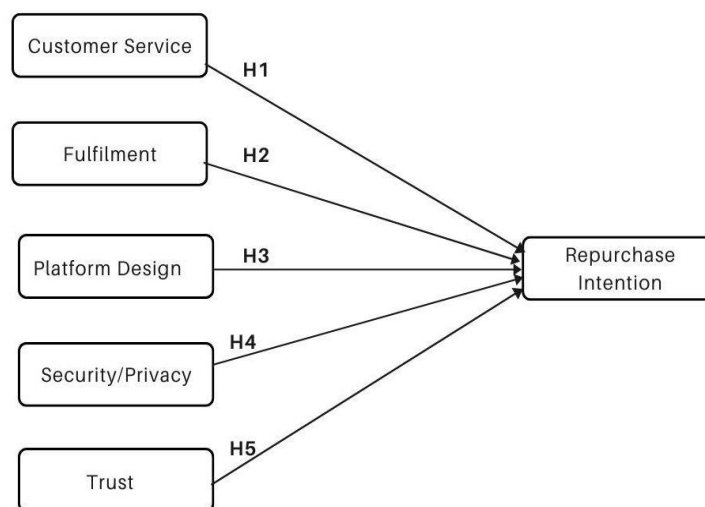 Customer Service
H1
Fulfilment
H2
Platform Design
H3
Repurchase
Intention
Security/Privacy
H4
Trust
H5